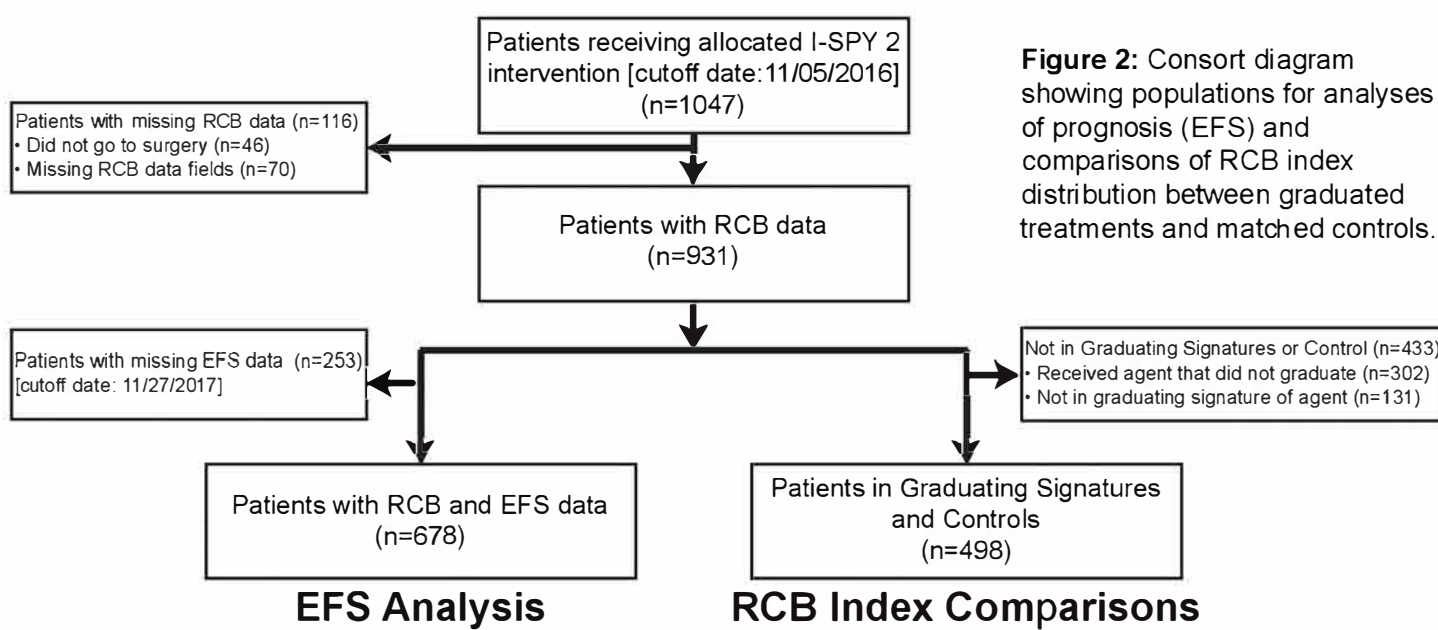 Patients receiving allocated I-SPY 2
intervention [cutoff date:11/05/2016]
(n=1047)
Figure 2: Consort diagram
showing populations for analyses
of prognosis (EFS) and
comparisons of RCB index
distribution between graduated
treatments and matched controls.
Patients with missing RCB data (n=116)
• Did not go to surgery (n=46)
• Missing RCB data fields (n=70)
Patients with RCB data
(n=931)
Patients with missing EFS data (n=253)
[cutoff date: 11/27/2017]
Not in Graduating Signatures or Control (n=433)
• Received agent that did not graduate (n=302)
• Not in graduating signature of agent (n=131)
Patients with RCB and EFS data
(n=678)
Patients in Graduating Signatures
and Controls
(n=498)
EFS Analysis
RCB Index Comparisons